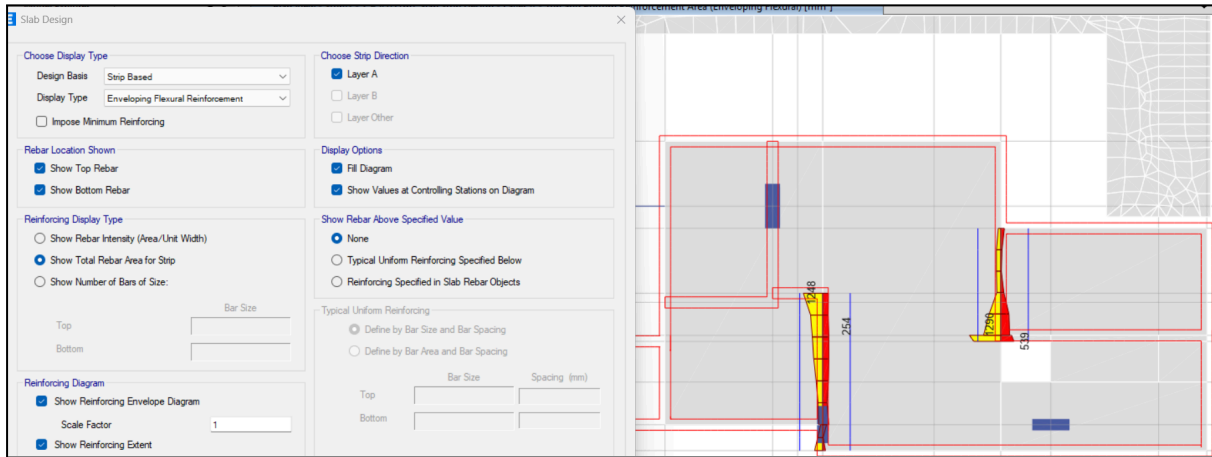 Slab Design
Choose Display Type
Design Basis Strip Based
Display Type Enveloping Flexural Reinforcement
Impose Minimum Reinforcing
Rebar Location Shown
Show Top Rebar
Show Bottom Rebar
Reinforcing Display Type
Show Rebar Intensity (Area/Unit Width)
Show Total Rebar Area for Strip
Show Number of Bars of Size:
Bar Size
Top
Bottom
Reinforcing Diagram
Show Reinforcing Envelope Diagram
Scale Factor 1
Show Reinforcing Extent
Choose Strip Direction
Layer A
Layer B
Layer Other
Display Options
Fill Diagram
Show Values at Controlling Stations on Diagram
Show Rebar Above Specified Value
None
Typical Uniform Reinforcing Specified Below
Reinforcing Specified in Slab Rebar Objects
Typical Uniform Reinforcing
Define by Bar Size and Bar Spacing
Define by Bar Area and Bar Spacing
Bar Size Spacing (mm)
Top
Bottom
Area (Enveloping Flexural)
1248
254
1290
539